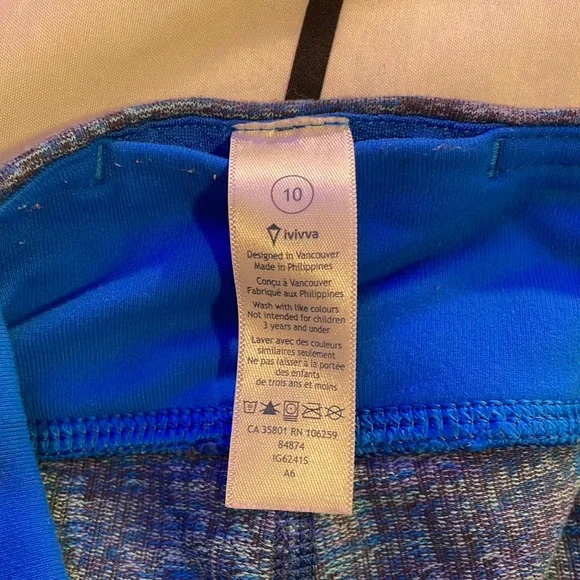 10
ivivva
Designed in Vancouver
Made in Philippines
Conçu à Vancouver
Fabriqué aux Philippines
Wash with like colours
Not intended for children
3 years and under
Laver avec des couleurs
similaires seulement
Ne pas laisser à la portée
des enfants
de trois ans et moins
CA 35801 RN 106259
84874
IG6241S
A6